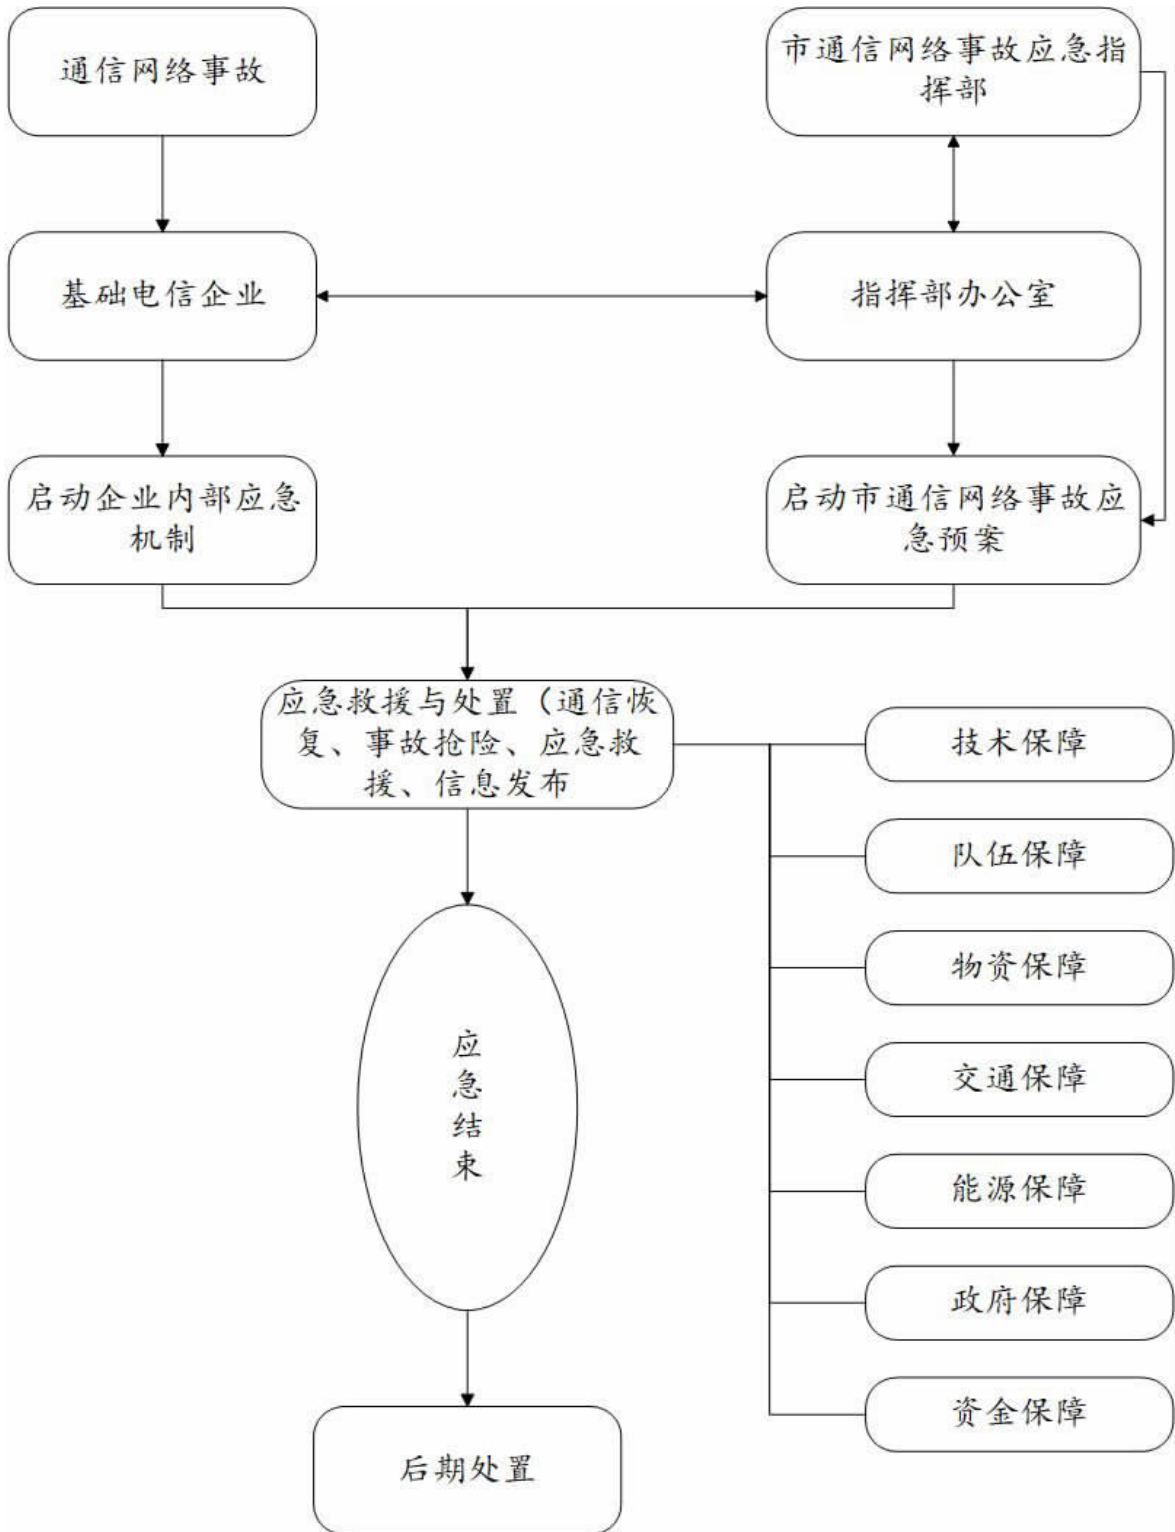 通信网络事故
市通信网络事故应急指
挥部
基础电信企业
指挥部办公室
启动企业内部应急
机制
启动市通信网络事故应
急预案
应急救援与处置（通信恢
复、事故抢险、应急救
援、信息发布
技术保障
队伍保障
物资保障
交通保障
能源保障
政府保障
资金保障
应
急
结
束
后期处置